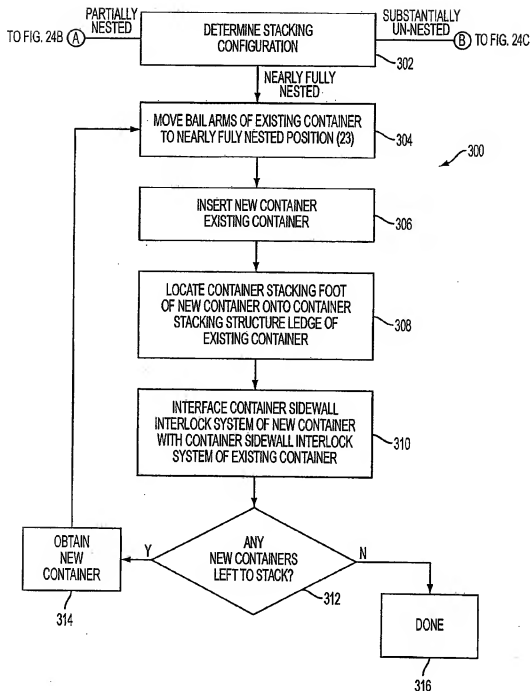 PARTIALLY
NESTED
TO FIG. 24B
A
DETERMINE STACKING
CONFIGURATION
302
SUBSTANTIALLY
UN-NESTED
B
TO FIG. 24C
NEARLY FULLY
NESTED
MOVE BAIL ARMS OF EXISTING CONTAINER
TO NEARLY FULY NESTED POSITION (23)
304
300
INSERT NEW CONTAINER
EXISTING CONTAINER
306
LOCATE CONTAINER STACKING FOOT
OF NEW CONTAINER ONTO CONTAINER
STACKING STRUCTURE LEDGE OF
EXISTING CONTAINER
308
INTERFACE CONTAINER SIDEWALL
INTERLOCK SYSTEM OF NEW CONTAINER
WITH CONTAINER SIDEWALL INTERLOCK
SYSTEM OF EXISTING CONTAINER
310
OBTAIN
NEW
CONTAINER
314
Y
ANY
NEW CONTAINERS
LEFT TO STACK?
312
N
DONE
316